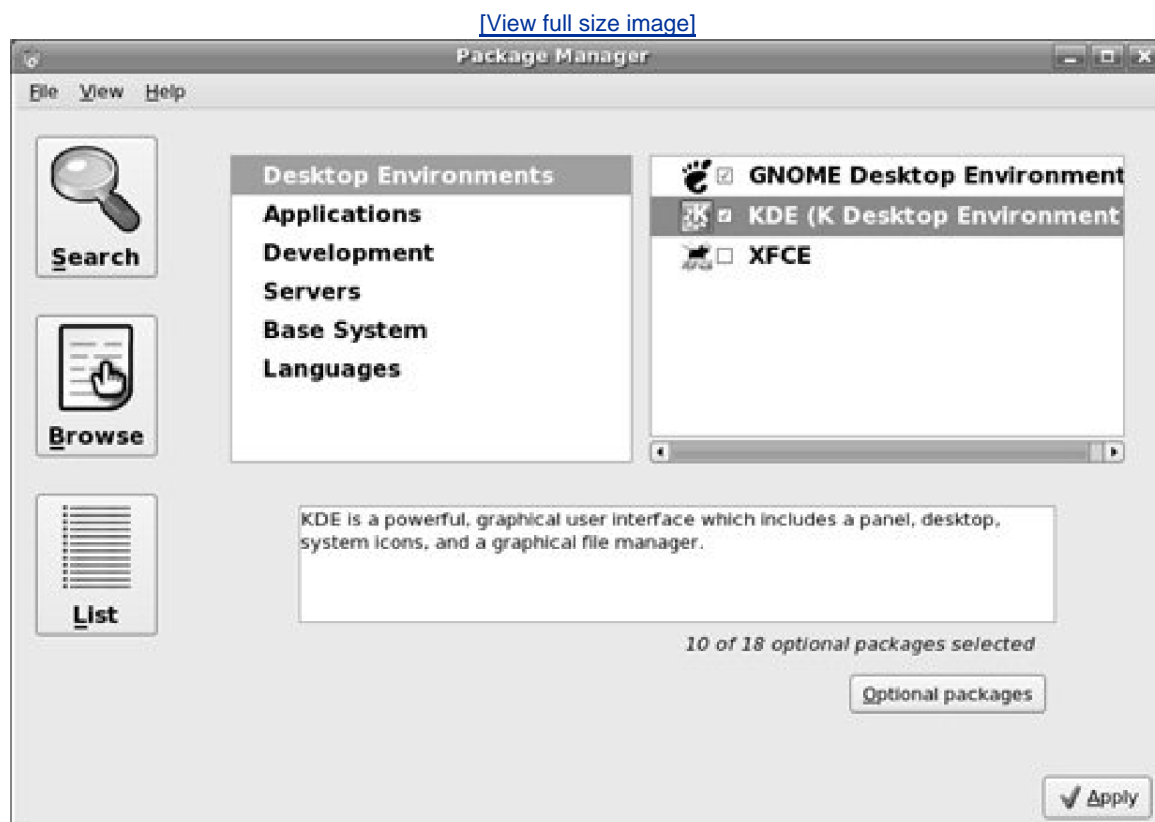 [View full size image]
Package Manager
File View Help
Search
Browse
List
Desktop Environments
Applications
Development
Servers
Base System
Languages
GNOME Desktop Environment
KDE (K Desktop Environment
XFCE
KDE is a powerful, graphical user interface which includes a panel, desktop,
system icons, and a graphical file manager.
10 of 18 optional packages selected
Optional packages
Apply